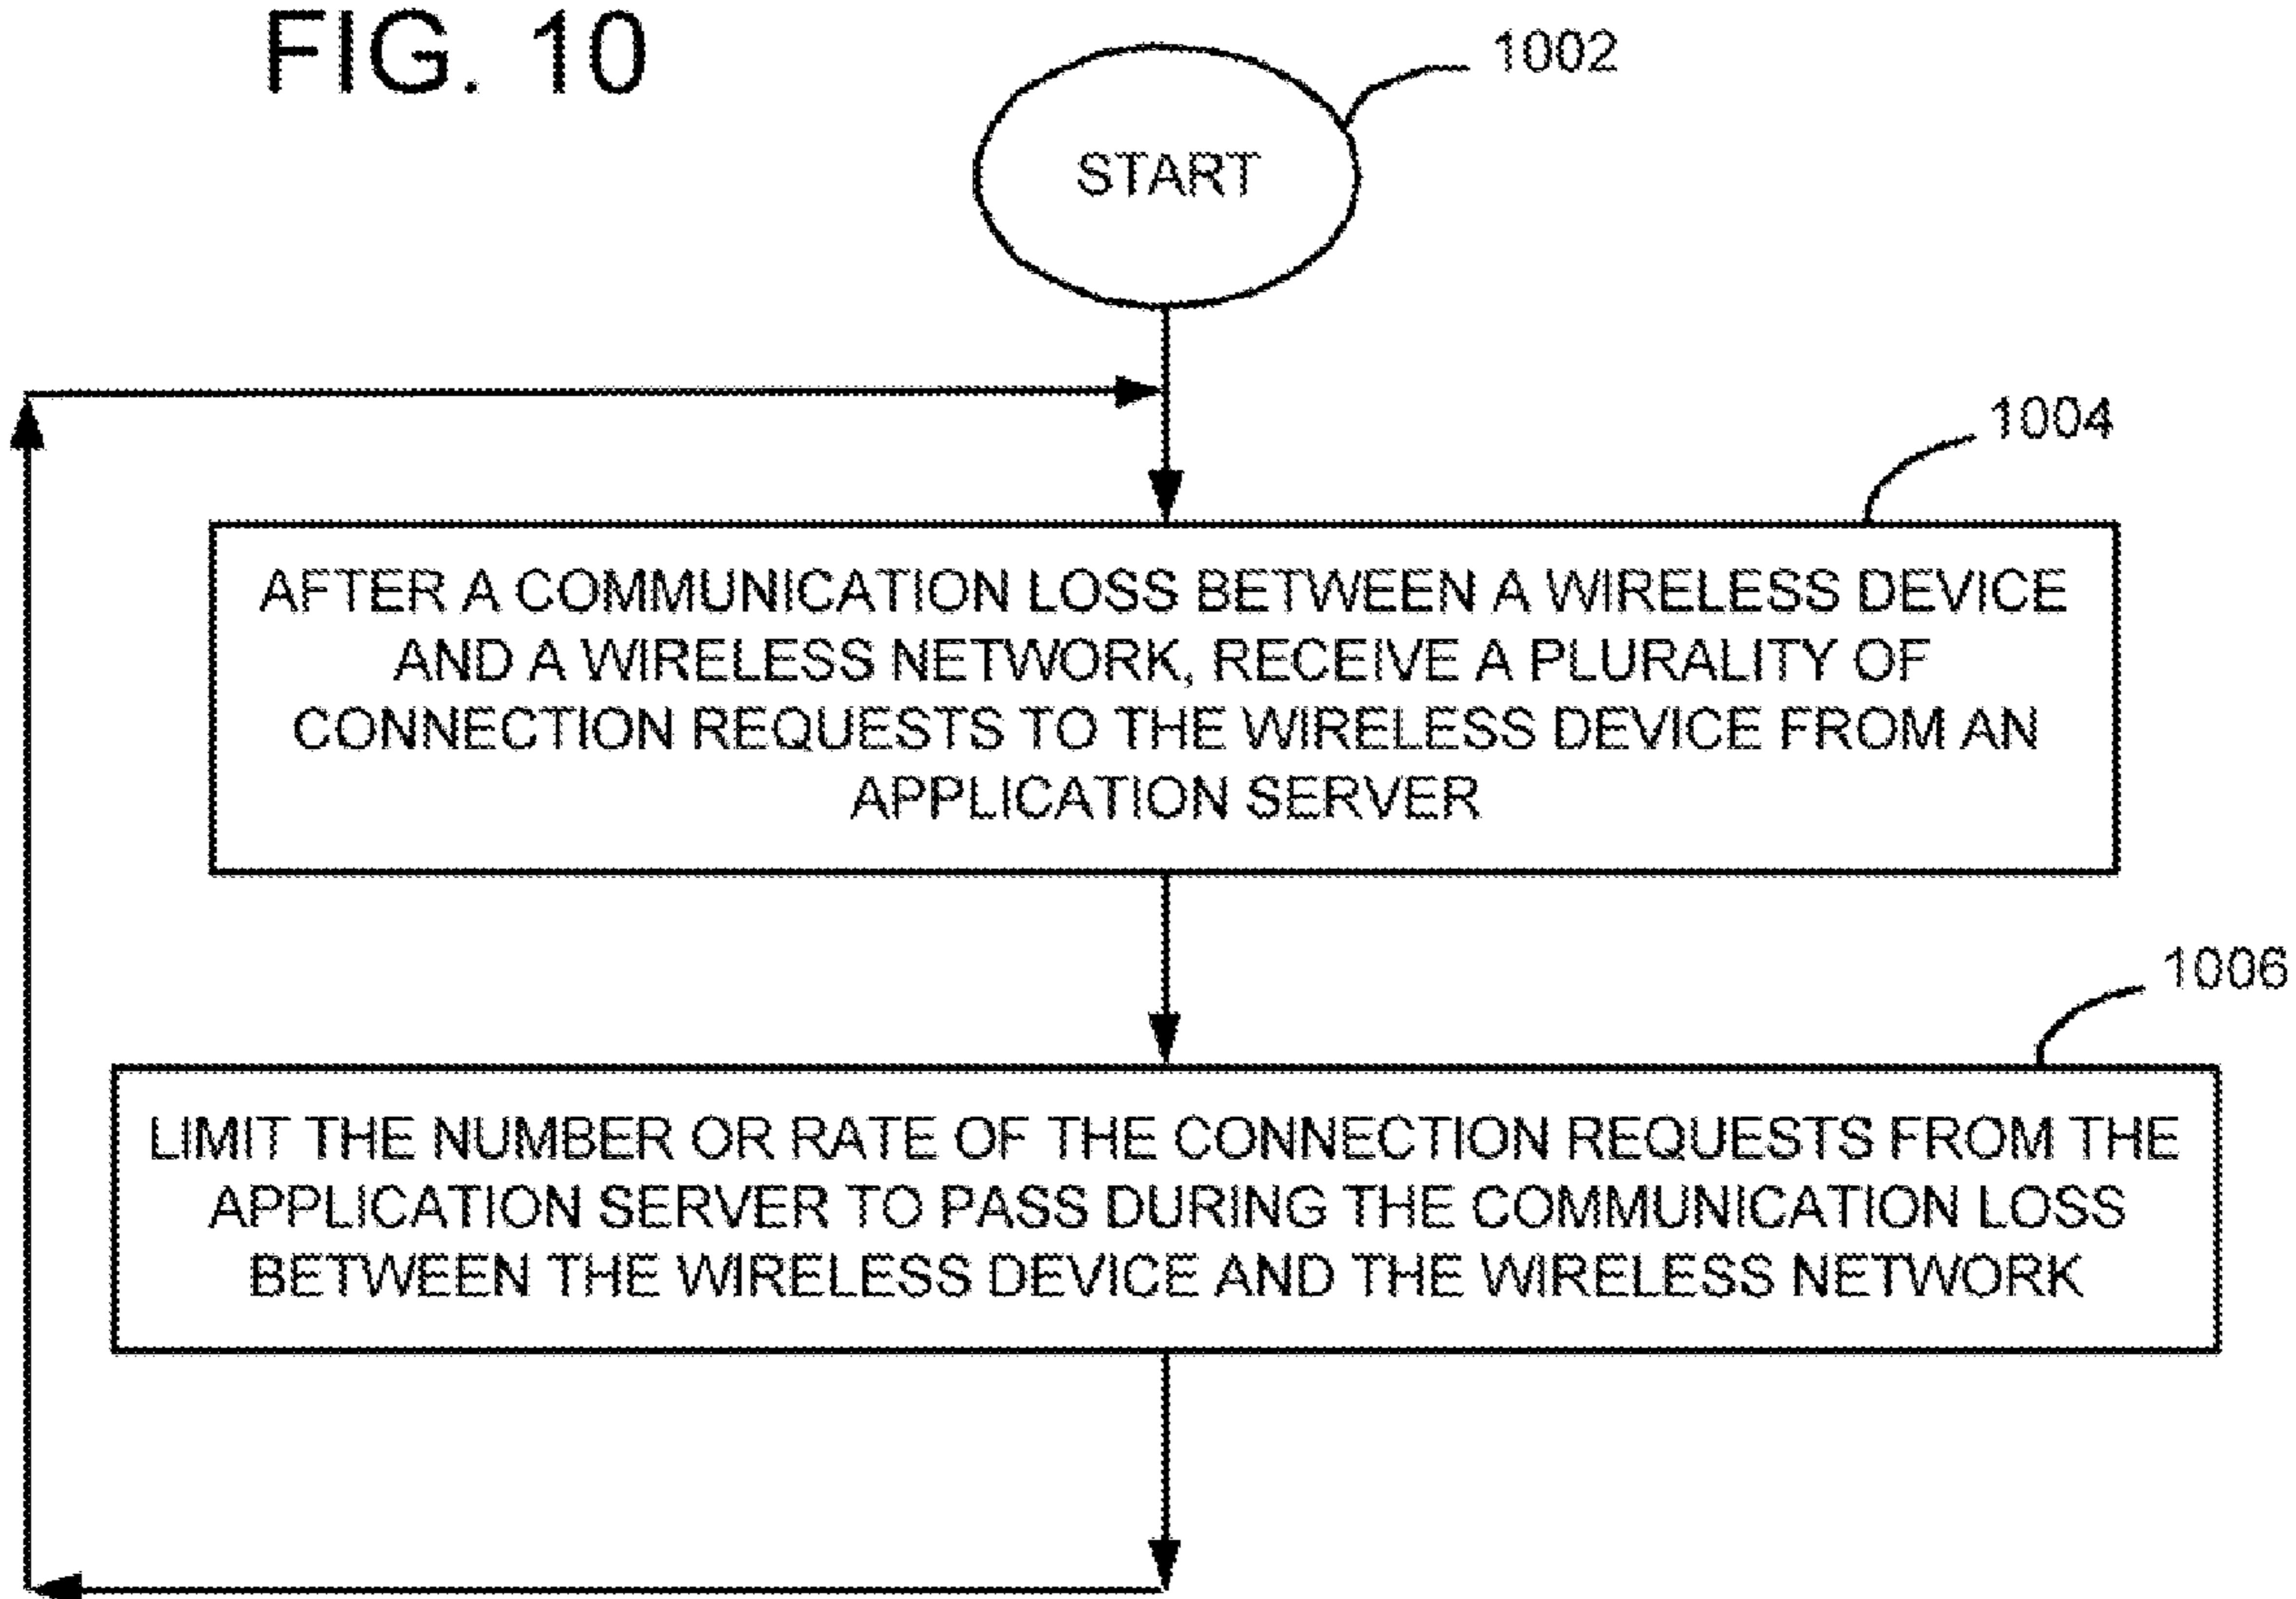 FIG. 10
1002
START
1004
AFTER A COMMUNICATION LOSS BETWEEN A WIRELESS DEVICE
AND A WIRELESS NETWORK, RECEIVE A PLURALITY OF
CONNECTION REQUESTS TO THE WIRELESS DEVICE FROM AN
APPLICATION SERVER
1006
LIMIT THE NUMBER OR RATE OF THE CONNECTION REQUESTS FROM THE
APPLICATION SERVER TO PASS DURING THE COMMUNICATION LOSS
BETWEEN THE WIRELESS DEVICE AND THE WIRELESS NETWORK